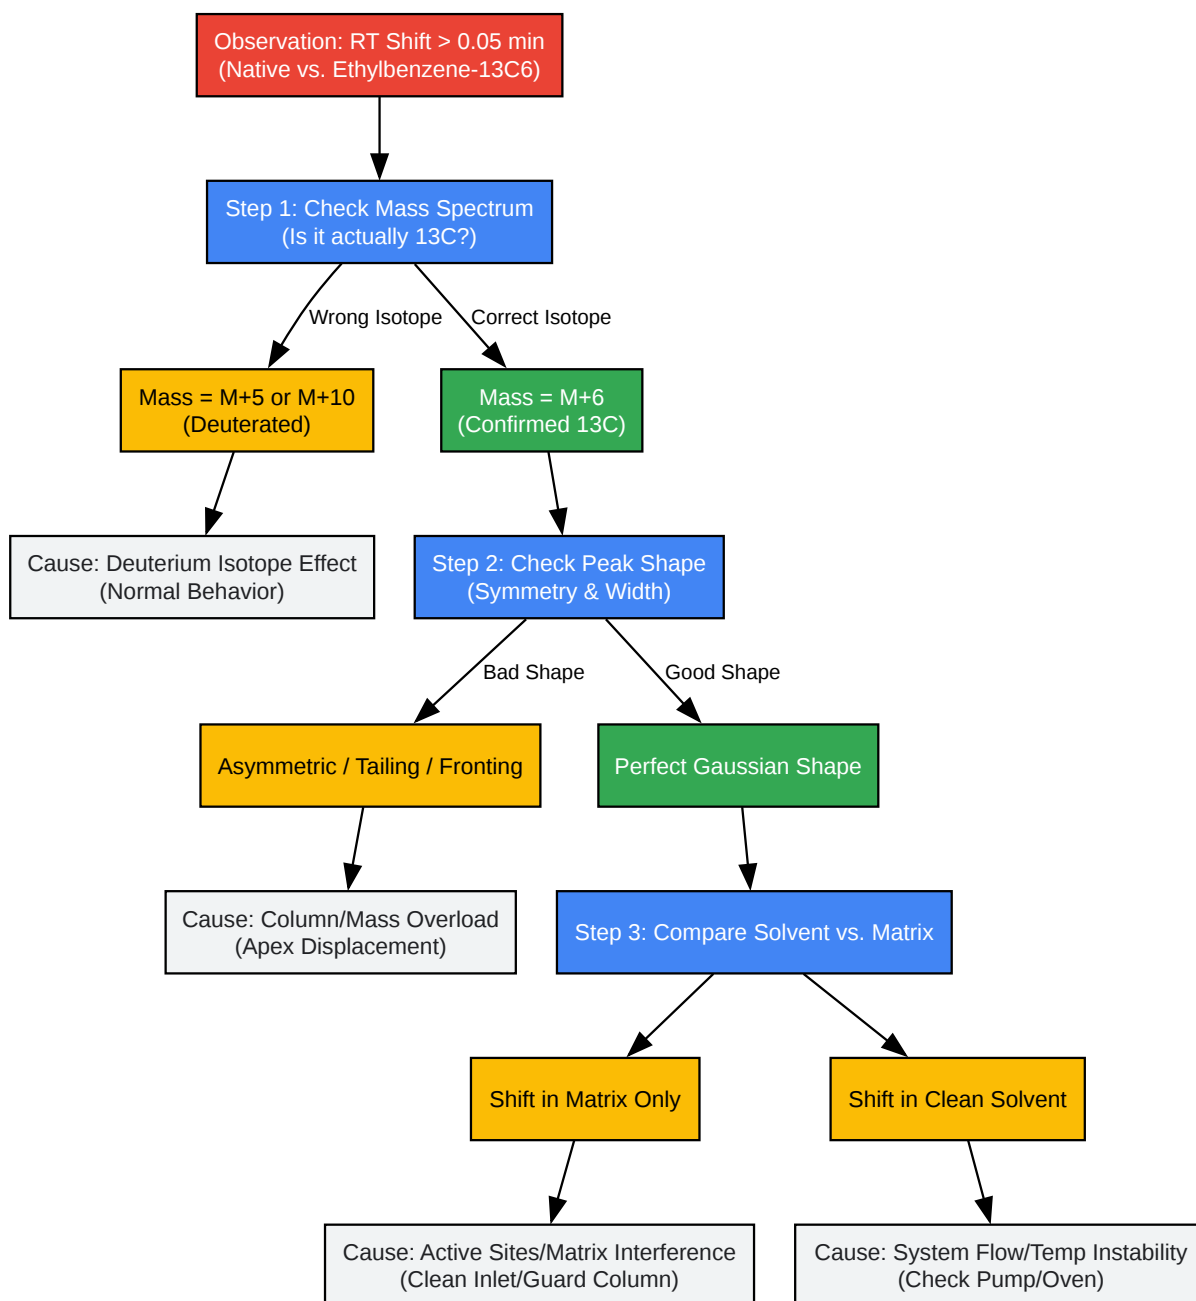 Observation: RT Shift > 0.05 min
(Native vs. Ethylbenzene-13C6)
Step 1: Check Mass Spectrum
(Is it actually 13C?)
Wrong Isotope
Correct Isotope
Mass = M+5 or M+10
(Deuterated)
Mass = M+6
(Confirmed 13C)
Cause: Deuterium Isotope Effect
(Normal Behavior)
Step 2: Check Peak Shape
(Symmetry & Width)
Bad Shape
Good Shape
Asymmetric / Tailing / Fronting
Perfect Gaussian Shape
Cause: Column/Mass Overload
(Apex Displacement)
Step 3: Compare Solvent vs. Matrix
Shift in Matrix Only
Shift in Clean Solvent
Cause: Active Sites/Matrix Interference
(Clean Inlet/Guard Column)
Cause: System Flow/Temp Instability
(Check Pump/Oven)